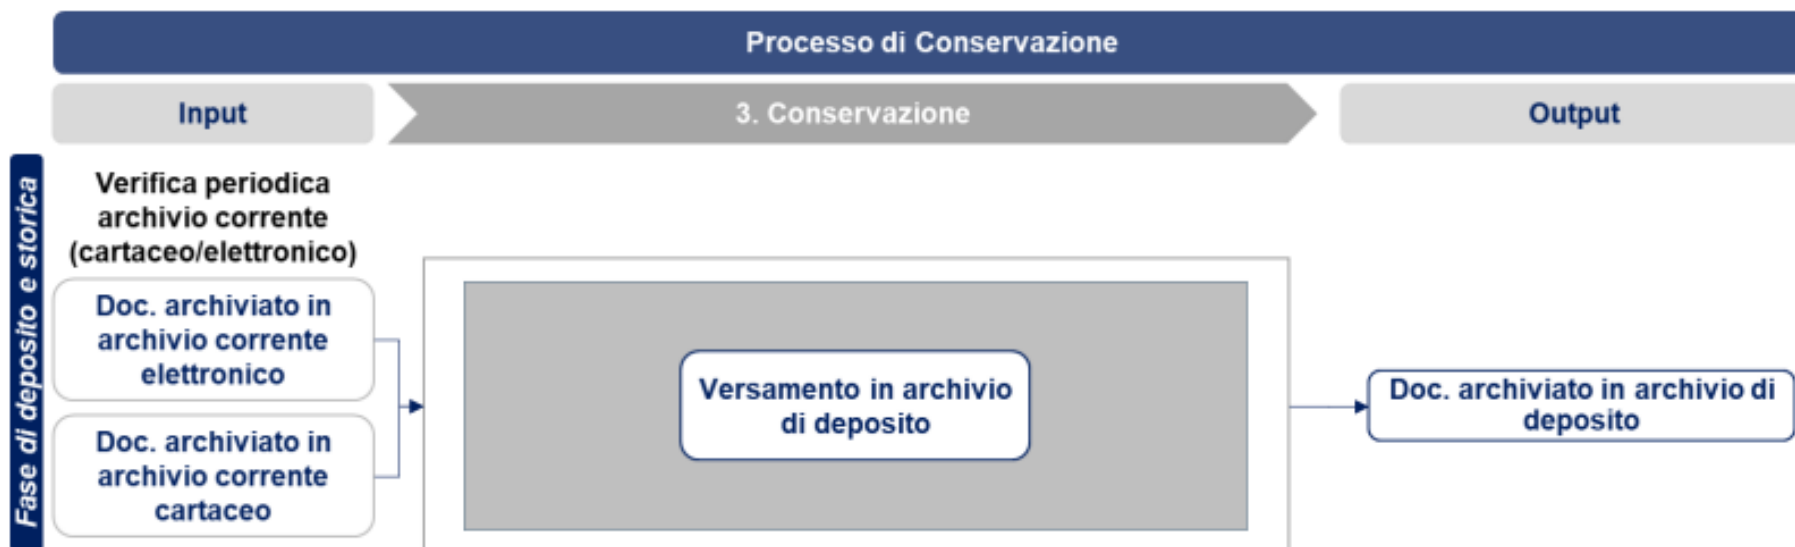 Processo di Conservazione
Input
3. Conservazione
Output
Fase di deposito e storica
Verifica periodica
archivio corrente
(cartaceo/elettronico)
Doc. archiviato in
archivio corrente
elettronico
Doc. archiviato in
archivio corrente
cartaceo
Versamento in archivio
di deposito
Doc. archiviato in archivio di
deposito